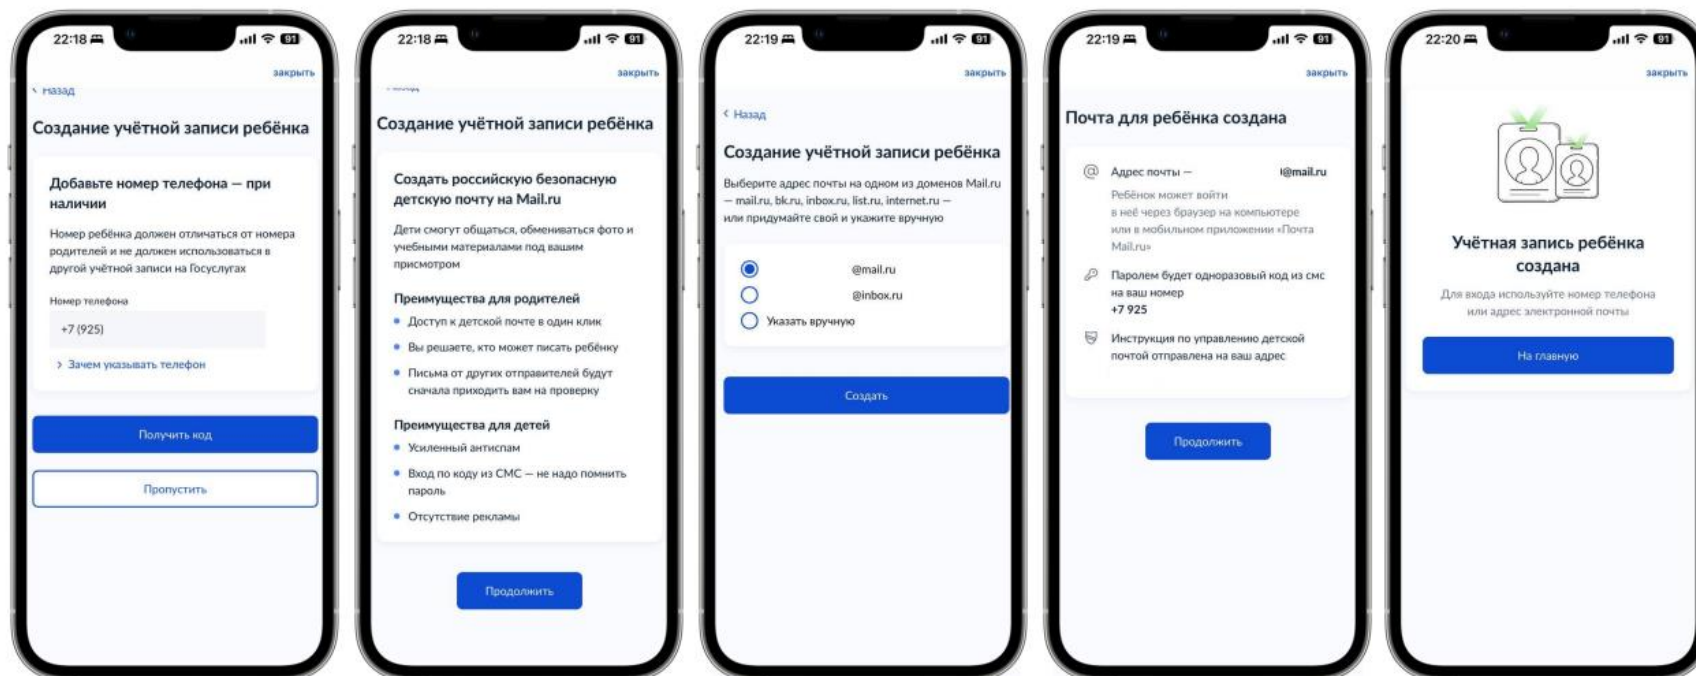 22:18
91
закрыть
Назад
Создание учётной записи ребёнка
Добавьте номер телефона — при
наличии
Номер ребёнка должен отличаться от номера
родителей и не должен использоваться в
другой учётной записи на Госуслугах
Номер телефона
+7 (925)
Зачем указывать телефон
Получить код
Пропустить
22:18
91
закрыть
Создание учётной записи ребёнка
Создать российскую безопасную
детскую почту на Mail.ru
Дети смогут общаться, обмениваться фото и
учебными материалами под вашим
присмотром
Преимущества для родителей
Доступ к детской почте в один клик
Вы решаете, кто может писать ребёнку
Письма от других отправителей будут
сначала приходить вам на проверку
Преимущества для детей
Усиленный антиспам
Вход по коду из СМС — не надо помнить
пароль
Отсутствие рекламы
Продолжить
22:19
91
закрыть
Назад
Создание учётной записи ребёнка
Выберите адрес почты на одном из доменов Mail.ru
— mail.ru, bk.ru, inbox.ru, list.ru, internet.ru —
или придумайте свой и укажите вручную
@mail.ru
@inbox.ru
Указать вручную
Создать
22:19
91
закрыть
Почта для ребёнка создана
Адрес почты — @mail.ru
Ребёнок может войти
в неё через браузер на компьютере
или в мобильном приложении «Почта
Mail.ru»
Паролем будет одноразовый код из смс
на ваш номер
+7 925
Инструкция по управлению детской
почтой отправлена на ваш адрес
Продолжить
22:20
91
закрыть
Учётная запись ребёнка
создана
Для входа используйте номер телефона
или адрес электронной почты
На главную